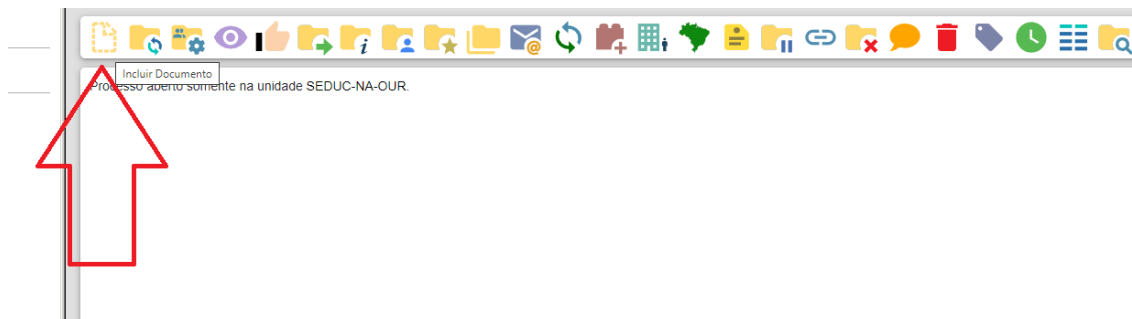 Incluir Documento
Processo aberto somente na unidade SEDUC-NA-OUR.